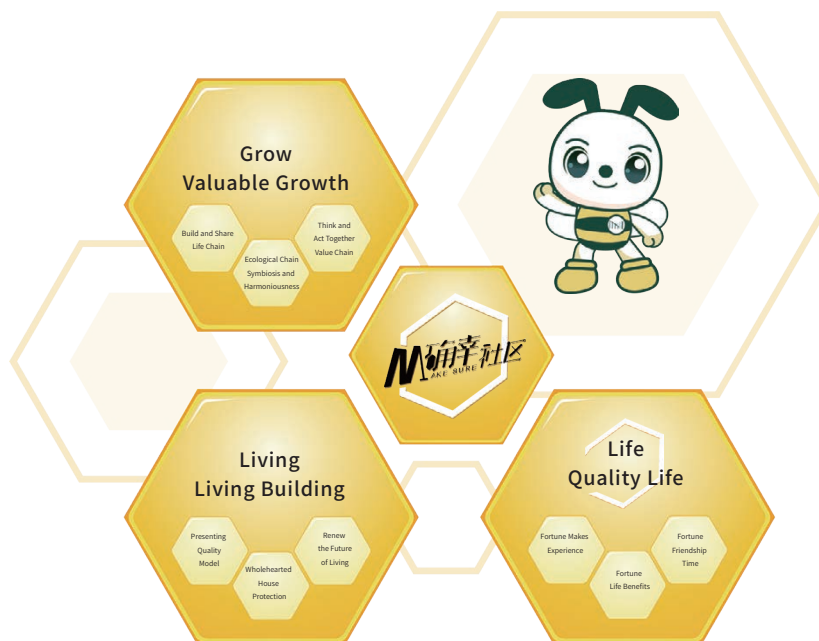 Grow
Valuable Growth
Build and Share
Life Chain
Ecological Chain
Symbiosis and
Harmoniousness
Think and
Act Together
Value Chain
M确幸社区
AKE SURE
Living
Living Building
Presenting
Quality
Model
Wholehearted
House
Protection
Renew
the Future
of Living
Life
Quality Life
Fortune Makes
Experience
Fortune
Life Benefits
Fortune
Friendship
Time